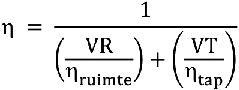 η = 1 / ((VR / η_ruimte) + (VT / η_tap))